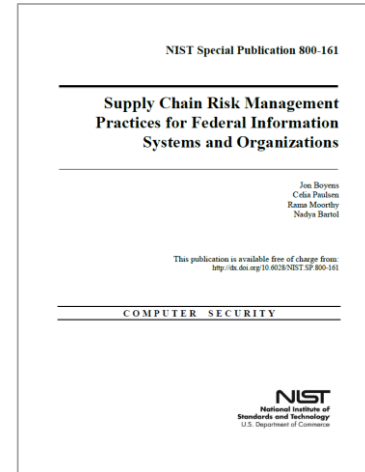 NIST Special Publication 800-161
Supply Chain Risk Management
Practices for Federal Information
Systems and Organizations
Jon Boyens
Celia Paulsen
Rama Moorthy
Nadya Bartol
This publication is available free of charge from:
http://dx.doi.org/10.6028/NIST.SP.800-161
COMPUTER SECURITY
NIST
National Institute of
Standards and Technology
U.S. Department of Commerce